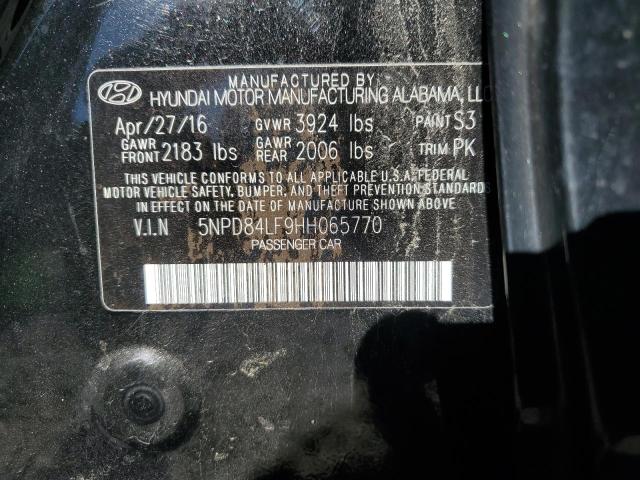 MANUFACTURED BY:
HYUNDAI MOTOR MANUFACTURING ALABAMA, LLC
Apr/27/16 GVWR 3924 lbs PAINT S3
GAWR FRONT 2183 lbs GAWR REAR 2006 lbs TRIM PK
THIS VEHICLE CONFORMS TO ALL APPLICABLE U.S.A. FEDERAL
MOTOR VEHICLE SAFETY, BUMPER, AND THEFT PREVENTION STANDARDS
IN EFFECT ON THE DATE OF MANUFACTURE SHOWN ABOVE.
V.I.N 5NPD84LF9HH065770
PASSENGER CAR